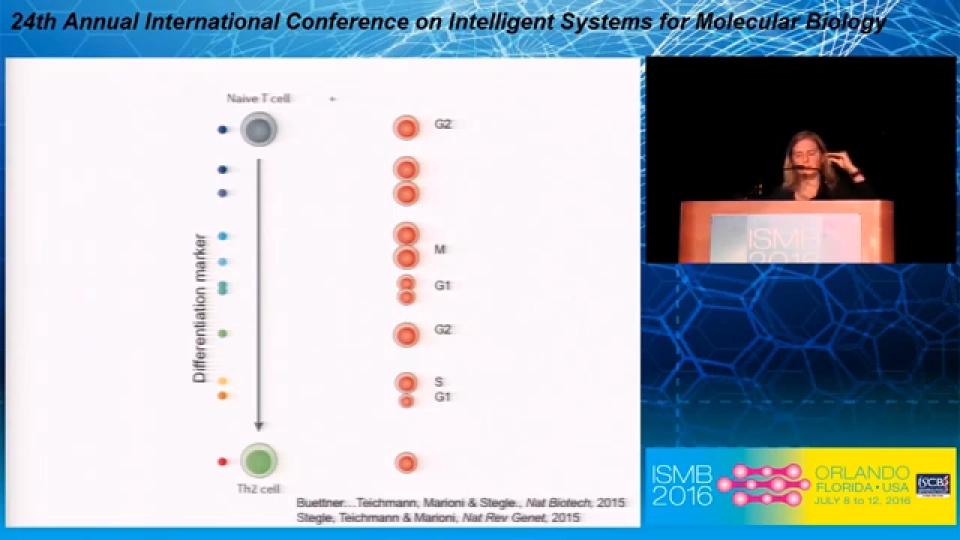 24th Annual International Conference on Intelligent Systems for Molecular Biology
Naive T cell
G2
M
G1
G2
S
G1
Differentiation marker
Th2 cell
Buettner...Teichmann, Marioni & Stegle., Nat Biotech, 2015
Stegle, Teichmann & Marioni, Nat Rev Genet, 2015
ISMB
2016
ISMB
2016
ORLANDO
FLORIDA • USA
JULY 8 to 12, 2016
ISCB